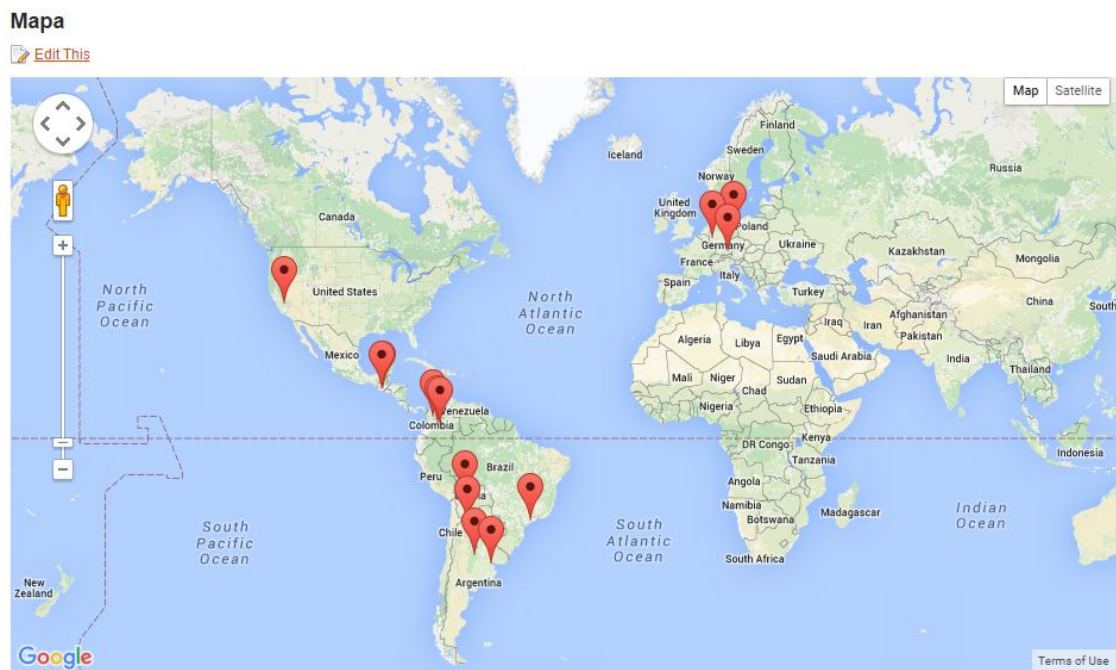 Mapa
Edit This
Map
Satellite
Finland
Sweden
Iceland
Russia
Norway
United
Kingdom
Canada
Poland
Germany
Ukraine
Kazakhstan
Mongolia
France
Italy
Spain
Turkey
North
Pacific
Ocean
United States
North
Atlantic
Ocean
China
South
Afghanistan
Iraq
Iran
Pakistan
Algeria
Libya
Egypt
Mexico
Saudi Arabia
India
Thailand
Mali
Niger
Chad
Sudan
Nigeria
Ethiopia
Venezuela
Colombia
DR Congo
Kenya
Indonesia
Tanzania
Peru
Brazil
Angola
Namibia
Botswana
Madagascar
Indian
Ocean
South
Pacific
Ocean
Chile
South
Atlantic
Ocean
South Africa
New
Zealand
Argentina
Google
Terms of Use